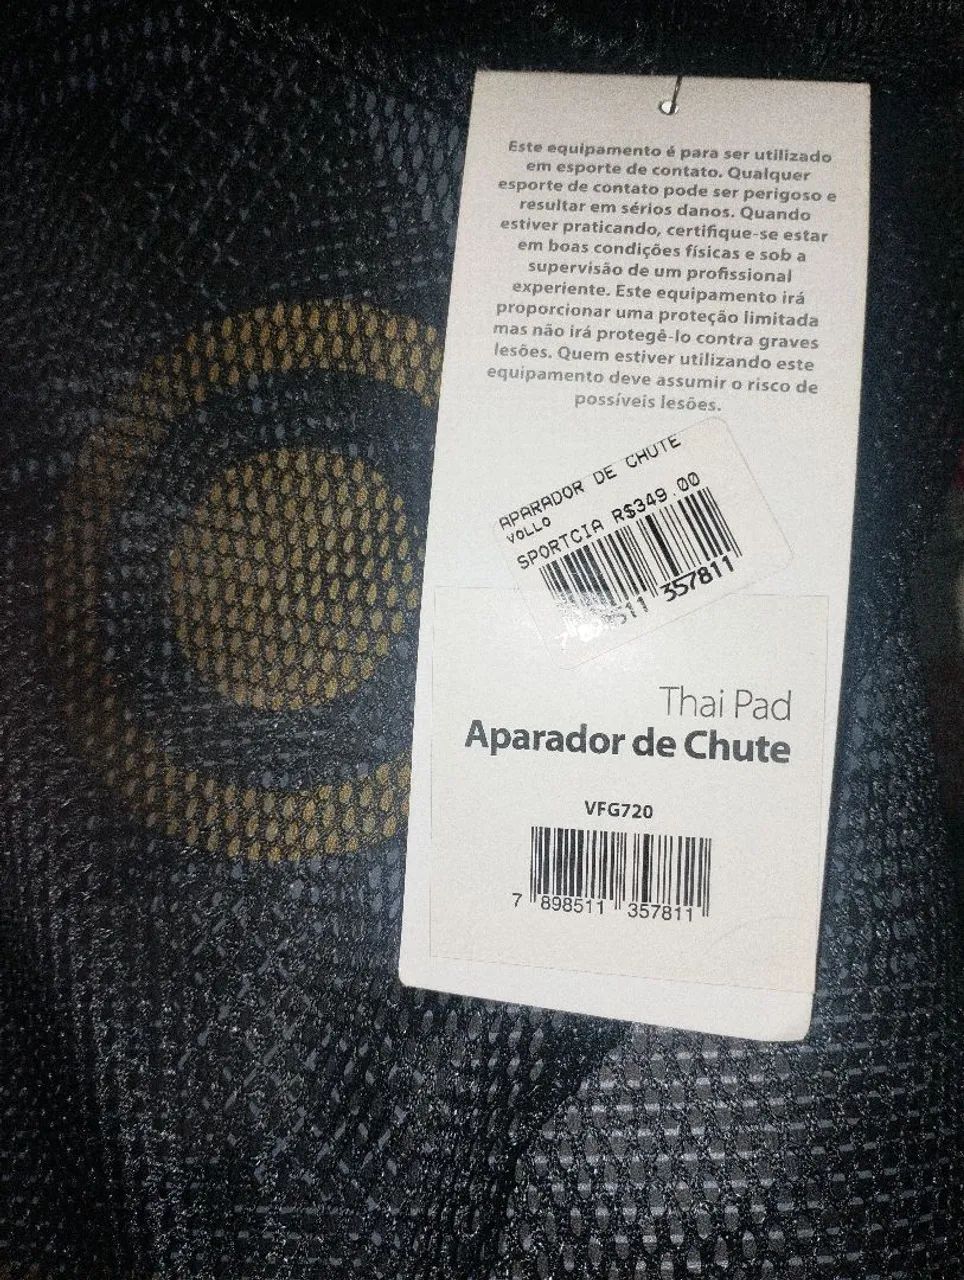 Este equipamento é para ser utilizado
em esporte de contato. Qualquer
esporte de contato pode ser perigoso e
resultar em sérios danos. Quando
estiver praticando, certifique-se estar
em boas condições físicas e sob a
supervisão de um profissional
experiente. Este equipamento irá
proporcionar uma proteção limitada
mas não irá protegê-lo contra graves
lesões. Quem estiver utilizando este
equipamento deve assumir o risco de
possíveis lesões.
APARADOR DE CHUTE
VOLLO
SPORTCIA R$349.00
357811
Thai Pad
Aparador de Chute
VFG720
7 898511 357811